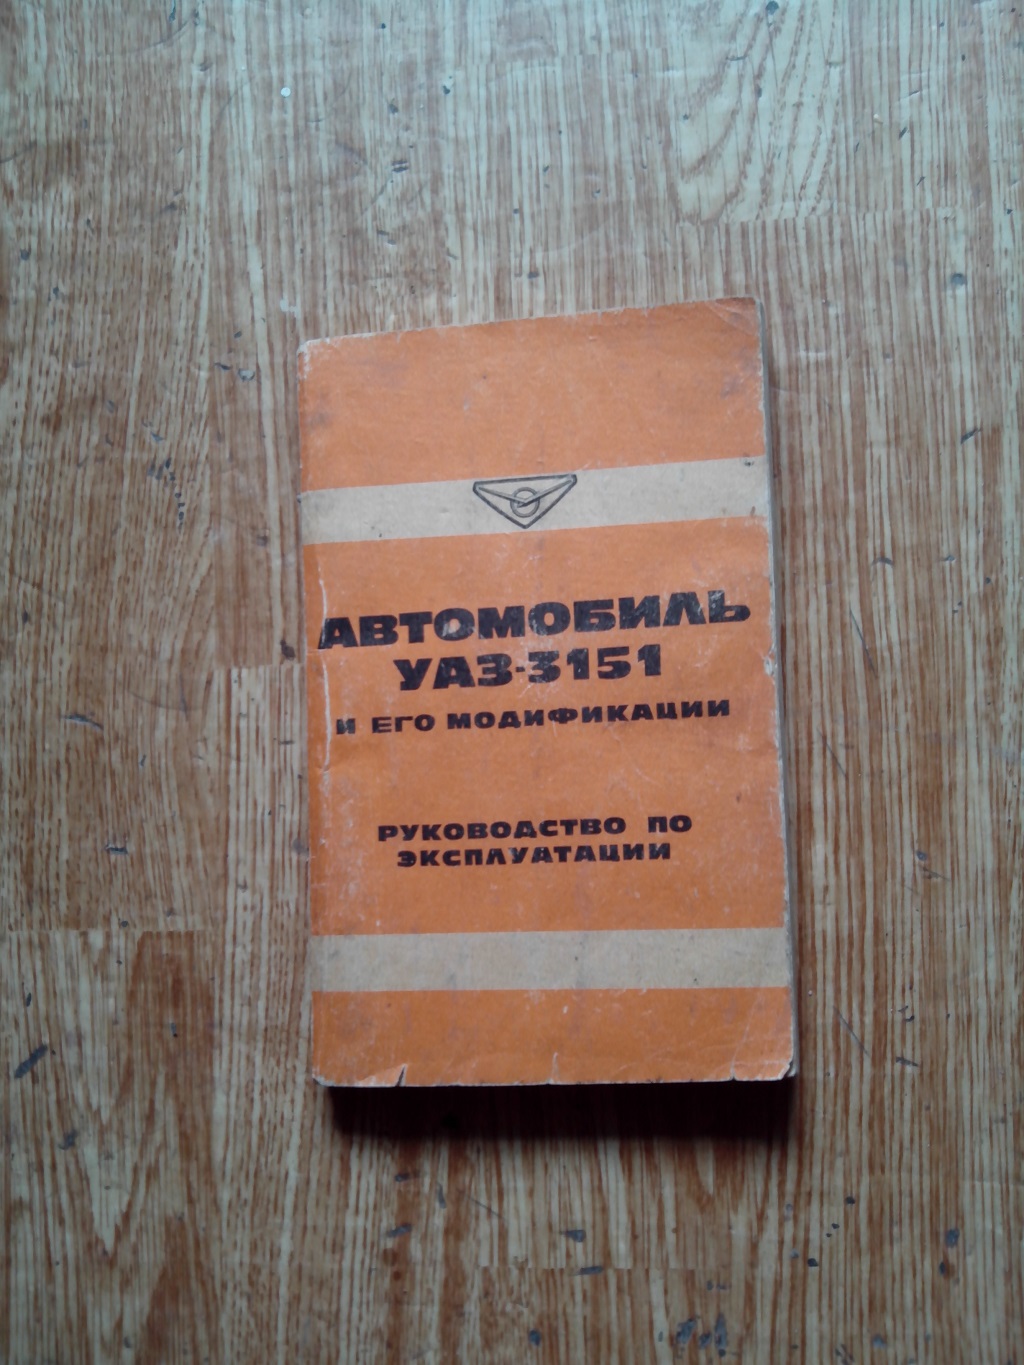 АВТОМОБИЛЬ
УАЗ-3151
И ЕГО МОДИФИКАЦИИ
РУКОВОДСТВО ПО
ЭКСПЛУАТАЦИИ